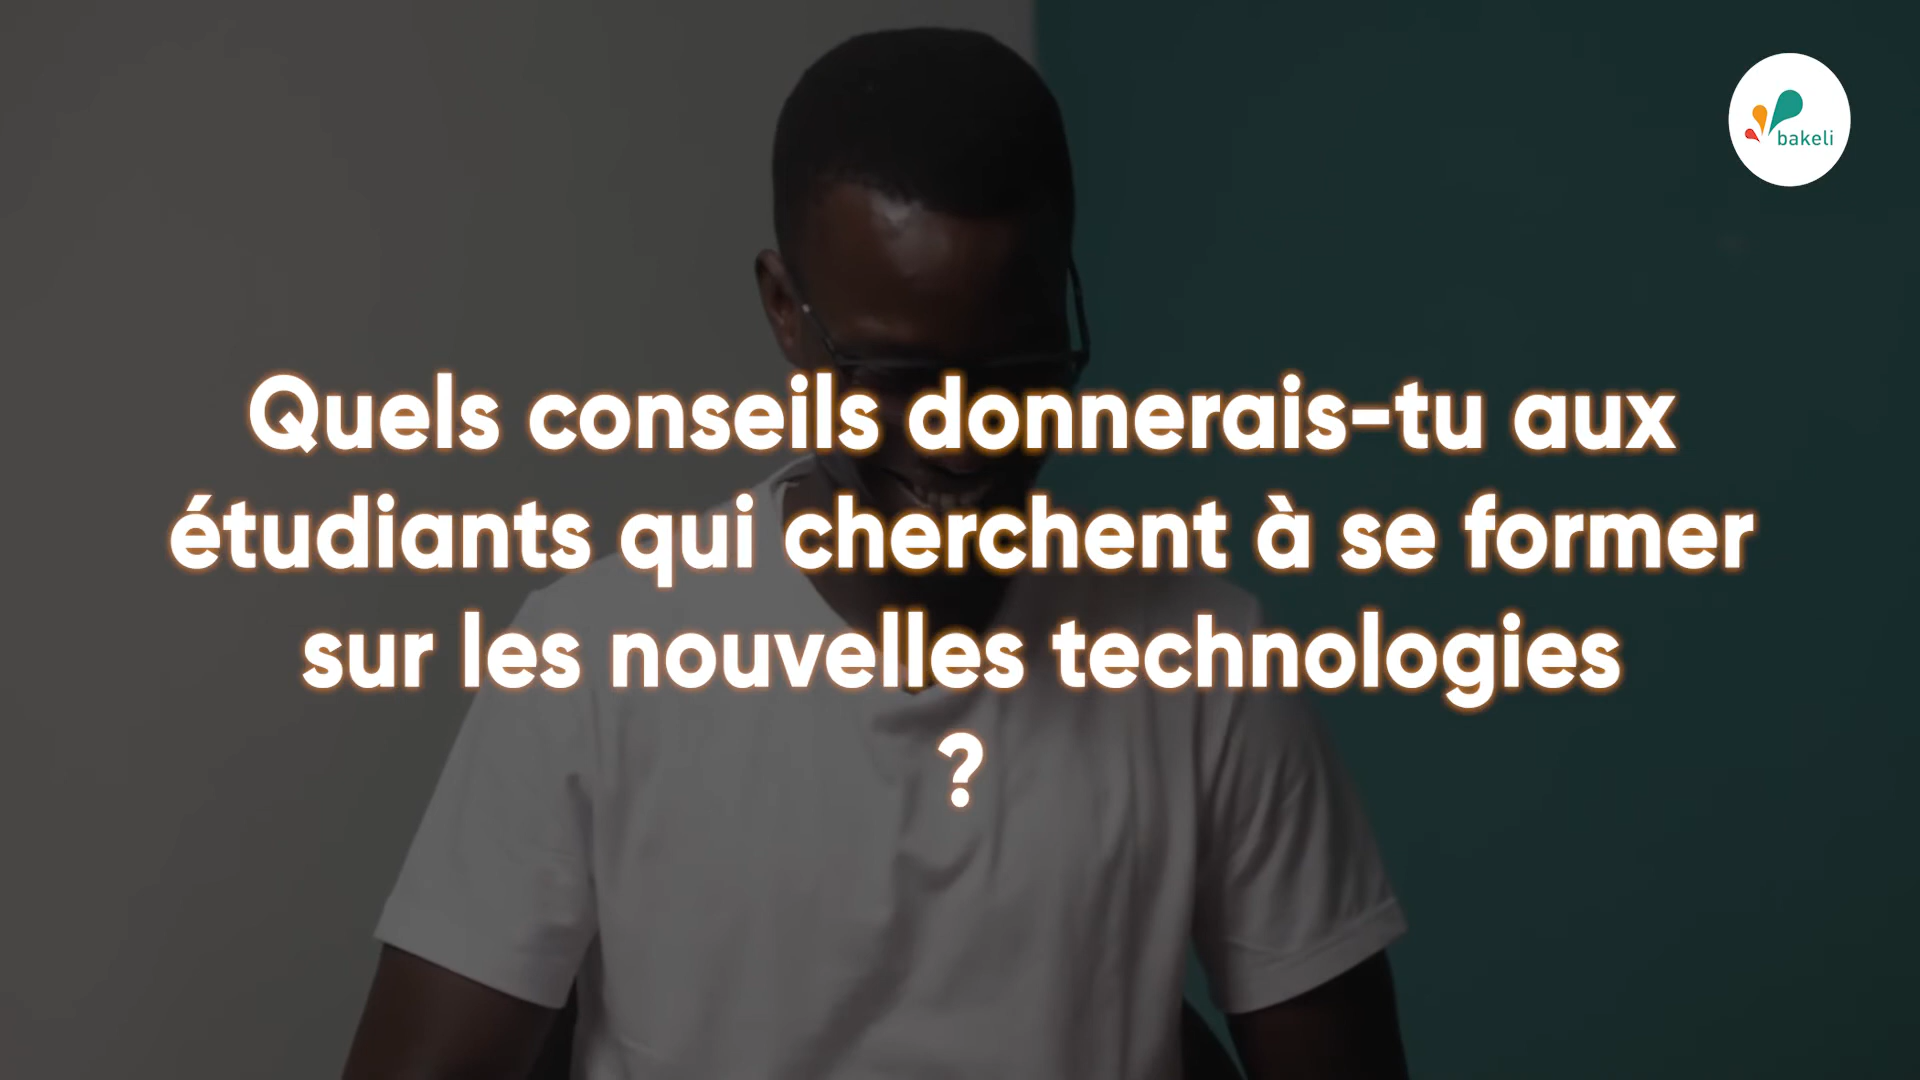 bakeli
Quels conseils donnerais-tu aux
étudiants qui cherchent à se former
sur les nouvelles technologies
?